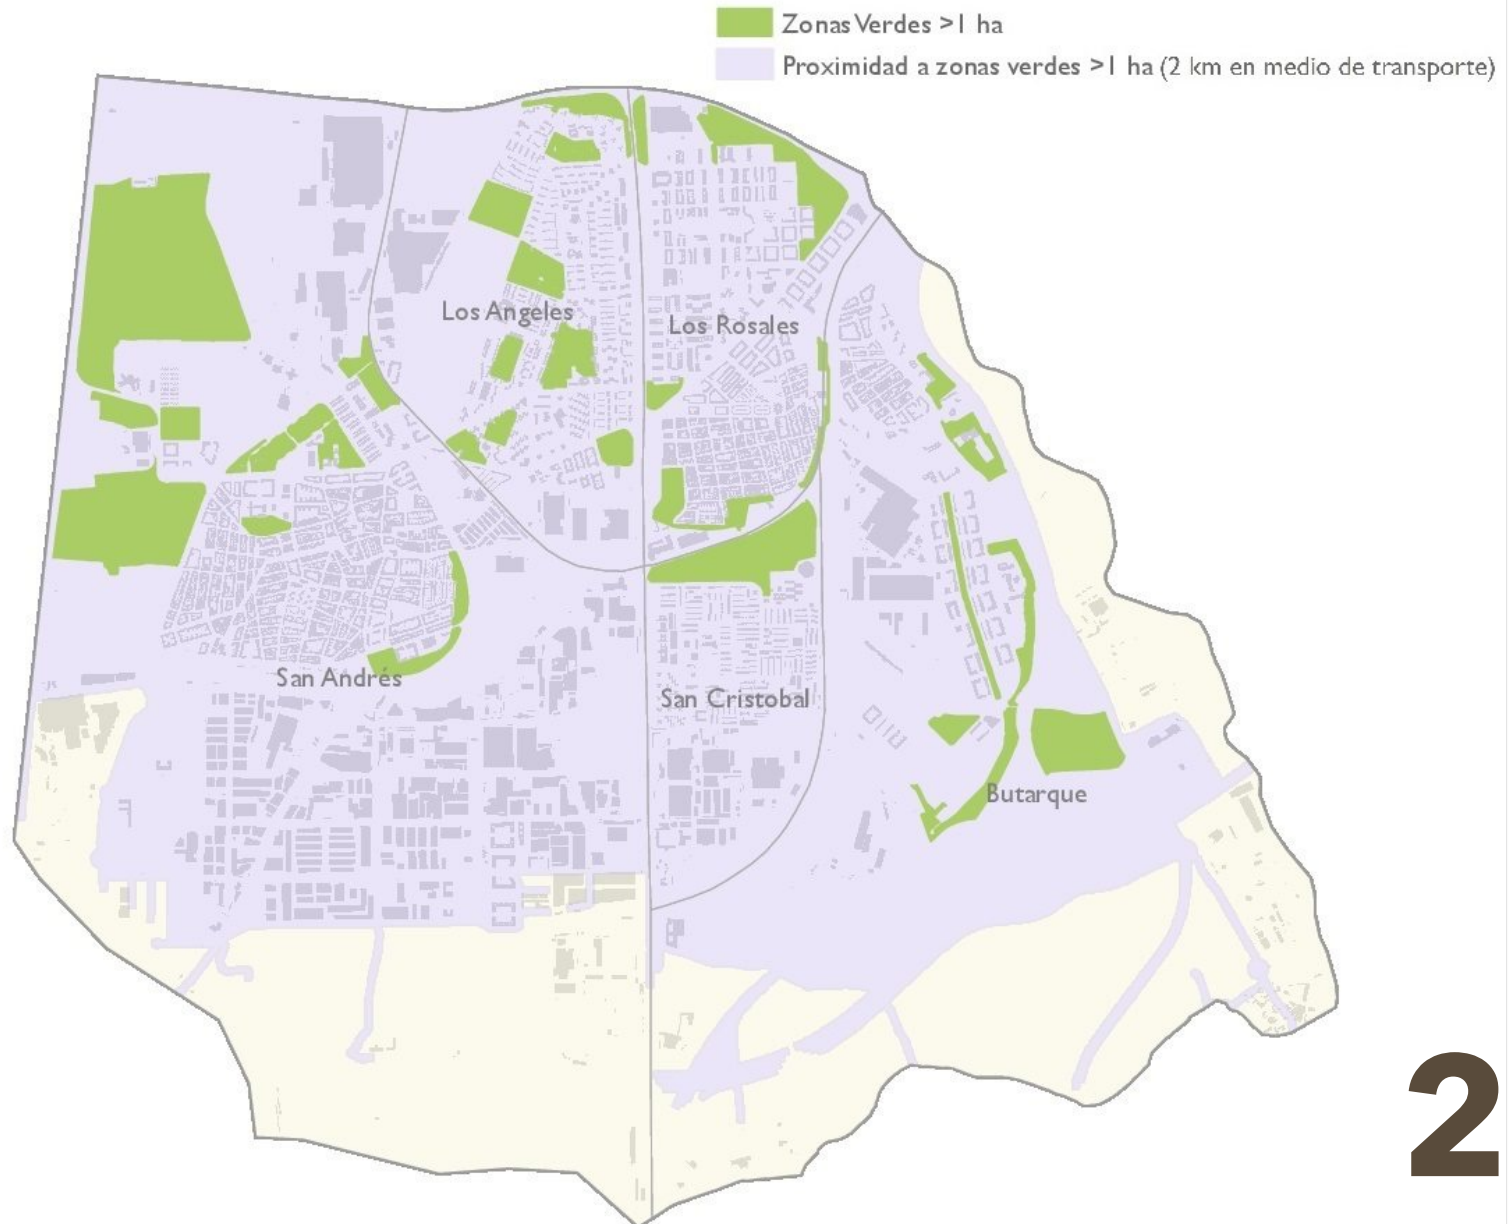 Zonas Verdes >1 ha
Proximidad a zonas verdes >1 ha (2 km en medio de transporte)
Los Angeles
Los Rosales
San Andrés
San Cristobal
Butarque
2